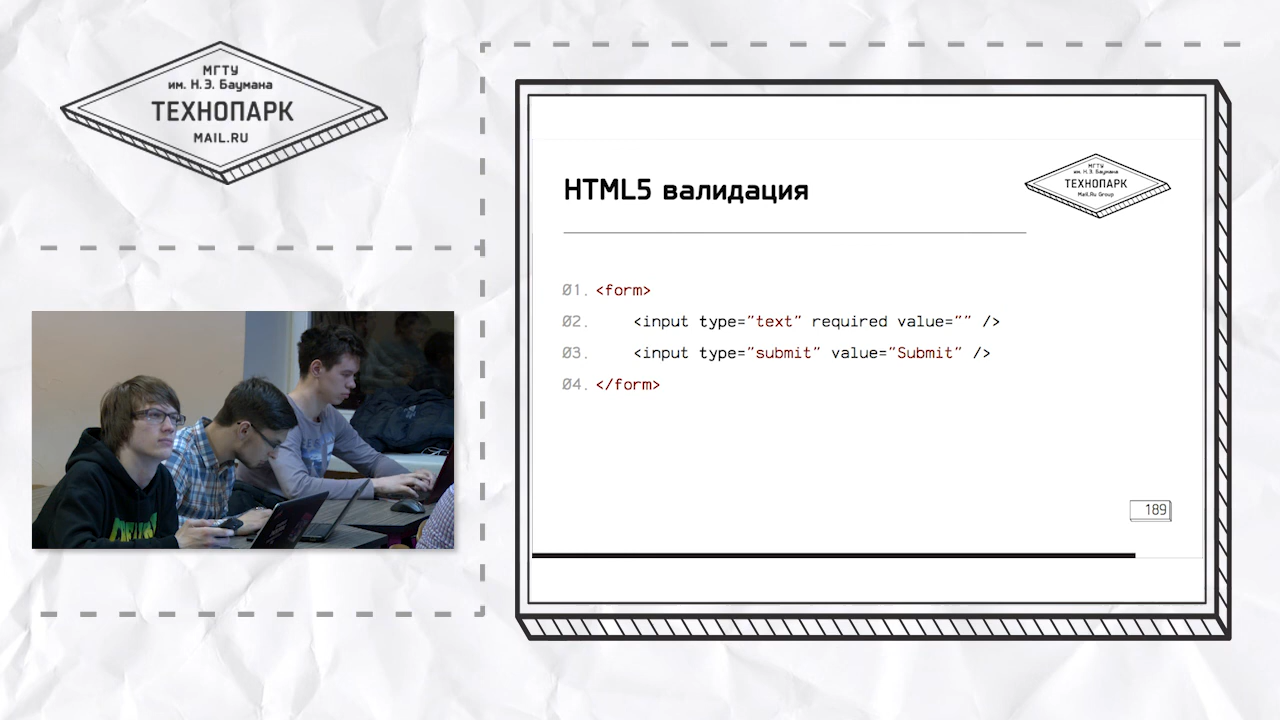 МГТУ
им. Н.Э. Баумана
ТЕХНОПАРК
MAIL.RU
HTML5 валидация
МГТУ
им. Н.Э. Баумана
ТЕХНОПАРК
Mail.Ru Group
01. <form>
02. <input type="text" required value="" />
03. <input type="submit" value="Submit" />
04. </form>
189